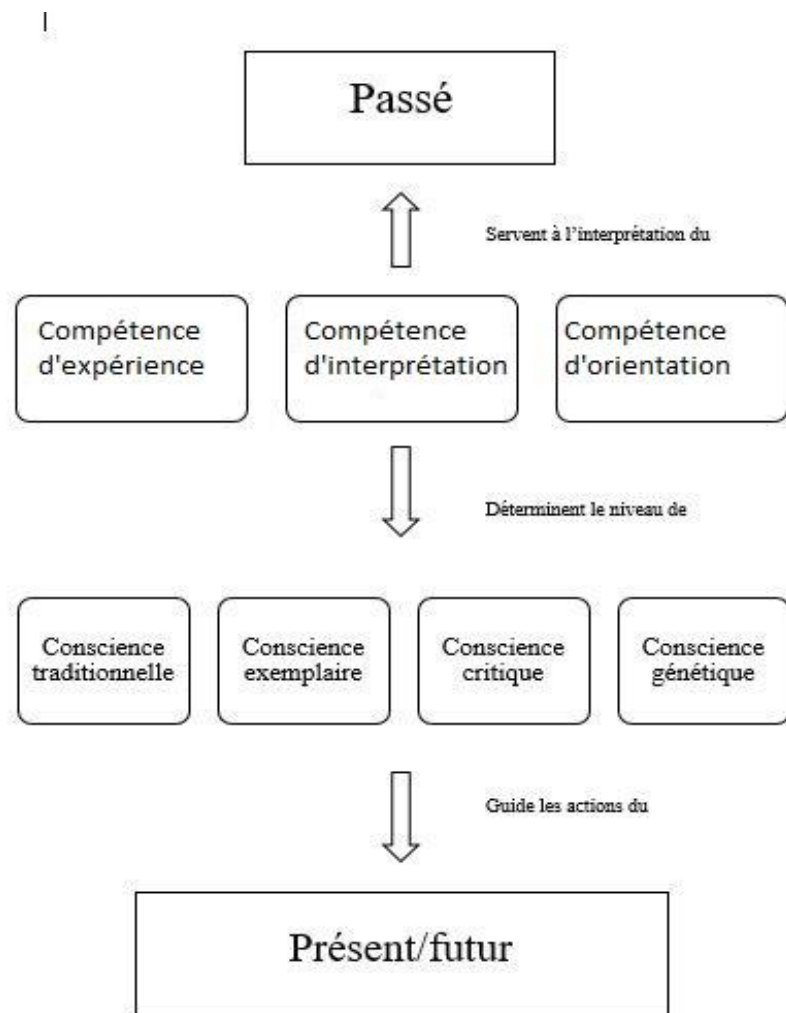 Passé
Servent à l’interprétation du
Compétence
d'expérience
Compétence
d'interprétation
Compétence
d'orientation
Déterminent le niveau de
Conscience
traditionnelle
Conscience
exemplaire
Conscience
critique
Conscience
génétique
Guide les actions du
Présent/futur